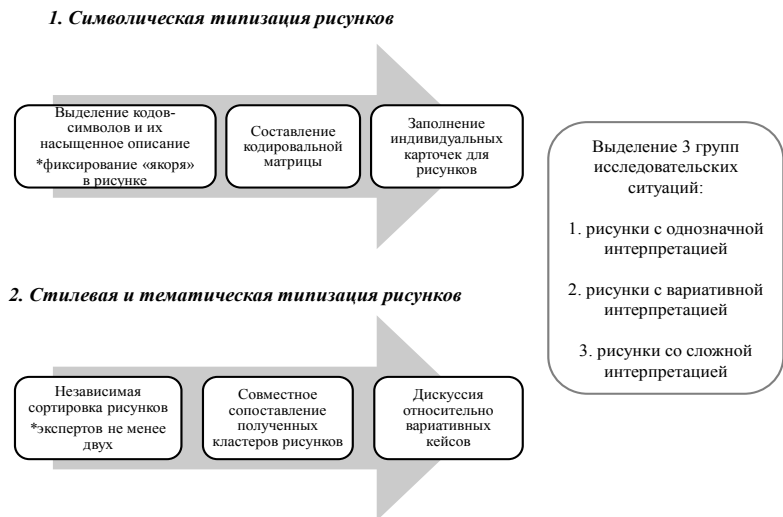 1. Символическая типизация рисунков
Выделение кодов-
символов и их
насыщенное описание
*фиксирование «якоря»
в рисунке
Составление
кодировальной
матрицы
Заполнение
индивидуальных
карточек для
рисунков
2. Стилевая и тематическая типизация рисунков
Независимая
сортировка рисунков
*экспертов не менее
двух
Совместное
сопоставление
полученных
кластеров рисунков
Дискуссия
относительно
вариативных
кейсов
Выделение 3 групп
исследовательских
ситуаций:
1. рисунки с однозначной
интерпретацией
2. рисунки с вариативной
интерпретацией
3. рисунки со сложной
интерпретацией